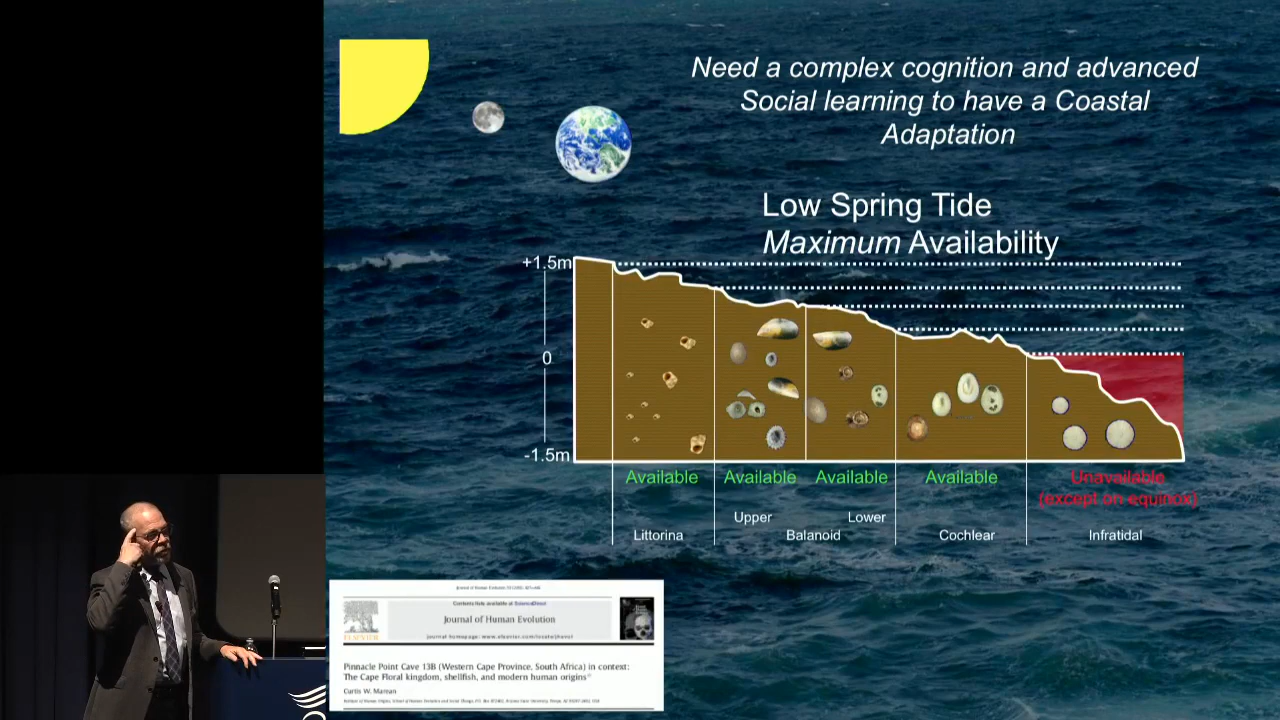 Need a complex cognition and advanced
Social learning to have a Coastal
Adaptation
Low Spring Tide
Maximum Availability
+1.5m
0
-1.5m
Available
Available
Available
Available
Unavailable
(except on equinox)
Upper
Lower
Littorina
Balanoid
Cochlear
Infratidal
Contents lists available at ScienceDirect
Journal of Human Evolution
journal homepage: www.elsevier.com/locate/jhevol
ELSEVIER
Pinnacle Point Cave 13B (Western Cape Province, South Africa) in context:
The Cape Floral kingdom, shellfish, and modern human origins
Curtis W. Marean